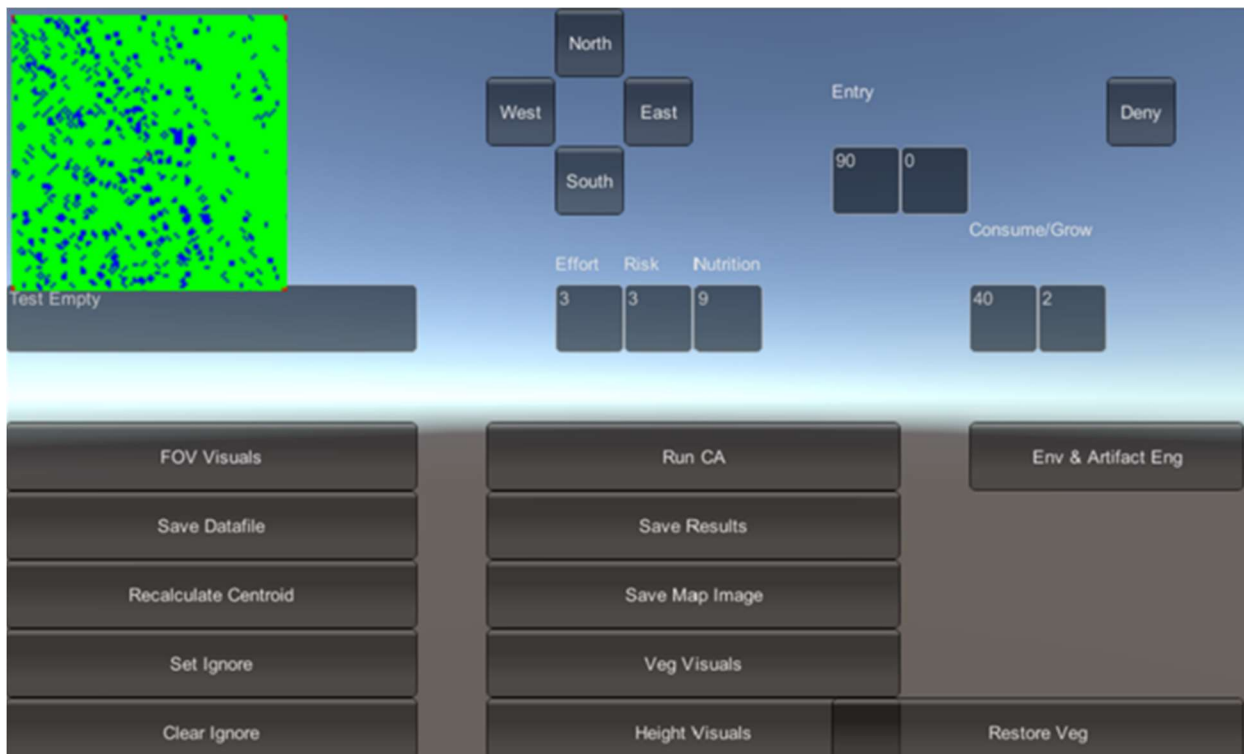 North
West
East
South
Entry
Deny
90
0
Consume/Grow
Effort
Risk
Nutrition
Test Empty
3
3
9
40
2
FOV Visuals
Run CA
Env & Artifact Eng
Save Datafile
Save Results
Recalculate Centroid
Save Map Image
Set Ignore
Veg Visuals
Clear Ignore
Height Visuals
Restore Veg